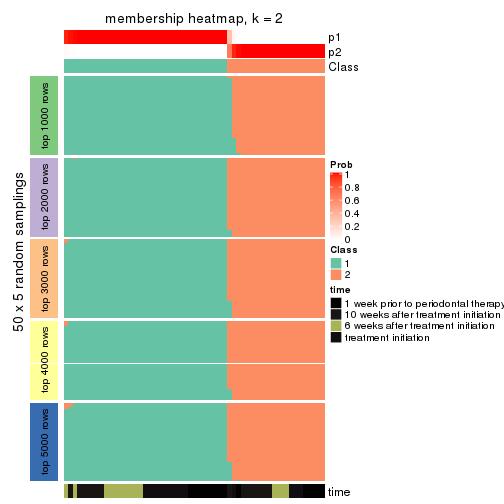 membership heatmap, k = 2
p1
p2
Class
50 x 5 random samplings
top 1000 rows
top 2000 rows
top 3000 rows
top 4000 rows
top 5000 rows
Prob
1
0.8
0.6
0.4
0.2
0
Class
1
2
time
1 week prior to periodontal therapy
10 weeks after treatment initiation
6 weeks after treatment initiation
treatment initiation
time